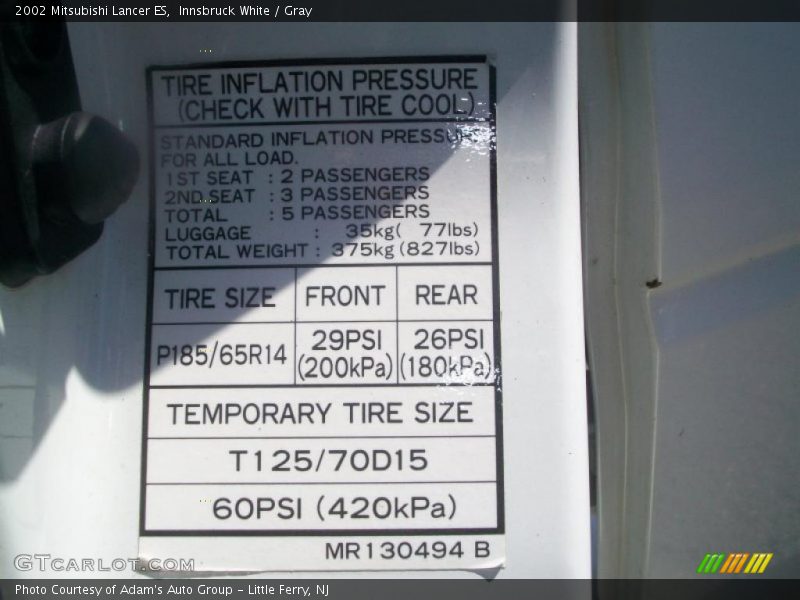 2002 Mitsubishi Lancer ES,  Innsbruck White / Gray
TIRE INFLATION PRESSURE
(CHECK WITH TIRE COOL)
STANDARD INFLATION PRESSURE
FOR ALL LOAD.
1ST SEAT : 2 PASSENGERS
2ND SEAT : 3 PASSENGERS
TOTAL : 5 PASSENGERS
LUGGAGE : 35kg( 77lbs)
TOTAL WEIGHT : 375kg(827lbs)
TIRE SIZE FRONT REAR
P185/65R14 29PSI (200kPa) 26PSI (180kPa)
TEMPORARY TIRE SIZE
T125/70D15
60PSI (420kPa)
MR130494 B
GTCARLOT.COM
Photo Courtesy of Adam's Auto Group - Little Ferry, NJ